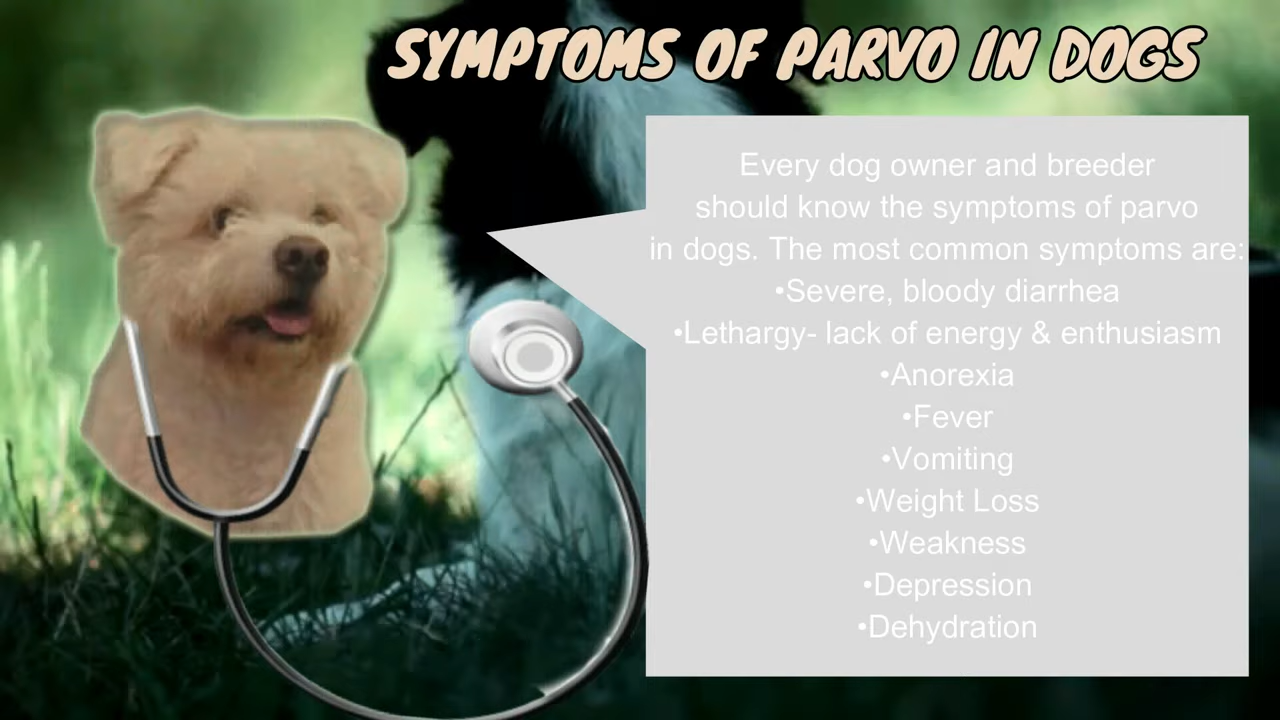 SYMPTOMS OF PARVO IN DOGS
Every dog owner and breeder
should know the symptoms of parvo
in dogs. The most common symptoms are:
•Severe, bloody diarrhea
•Lethargy- lack of energy & enthusiasm
•Anorexia
•Fever
•Vomiting
•Weight Loss
•Weakness
•Depression
•Dehydration